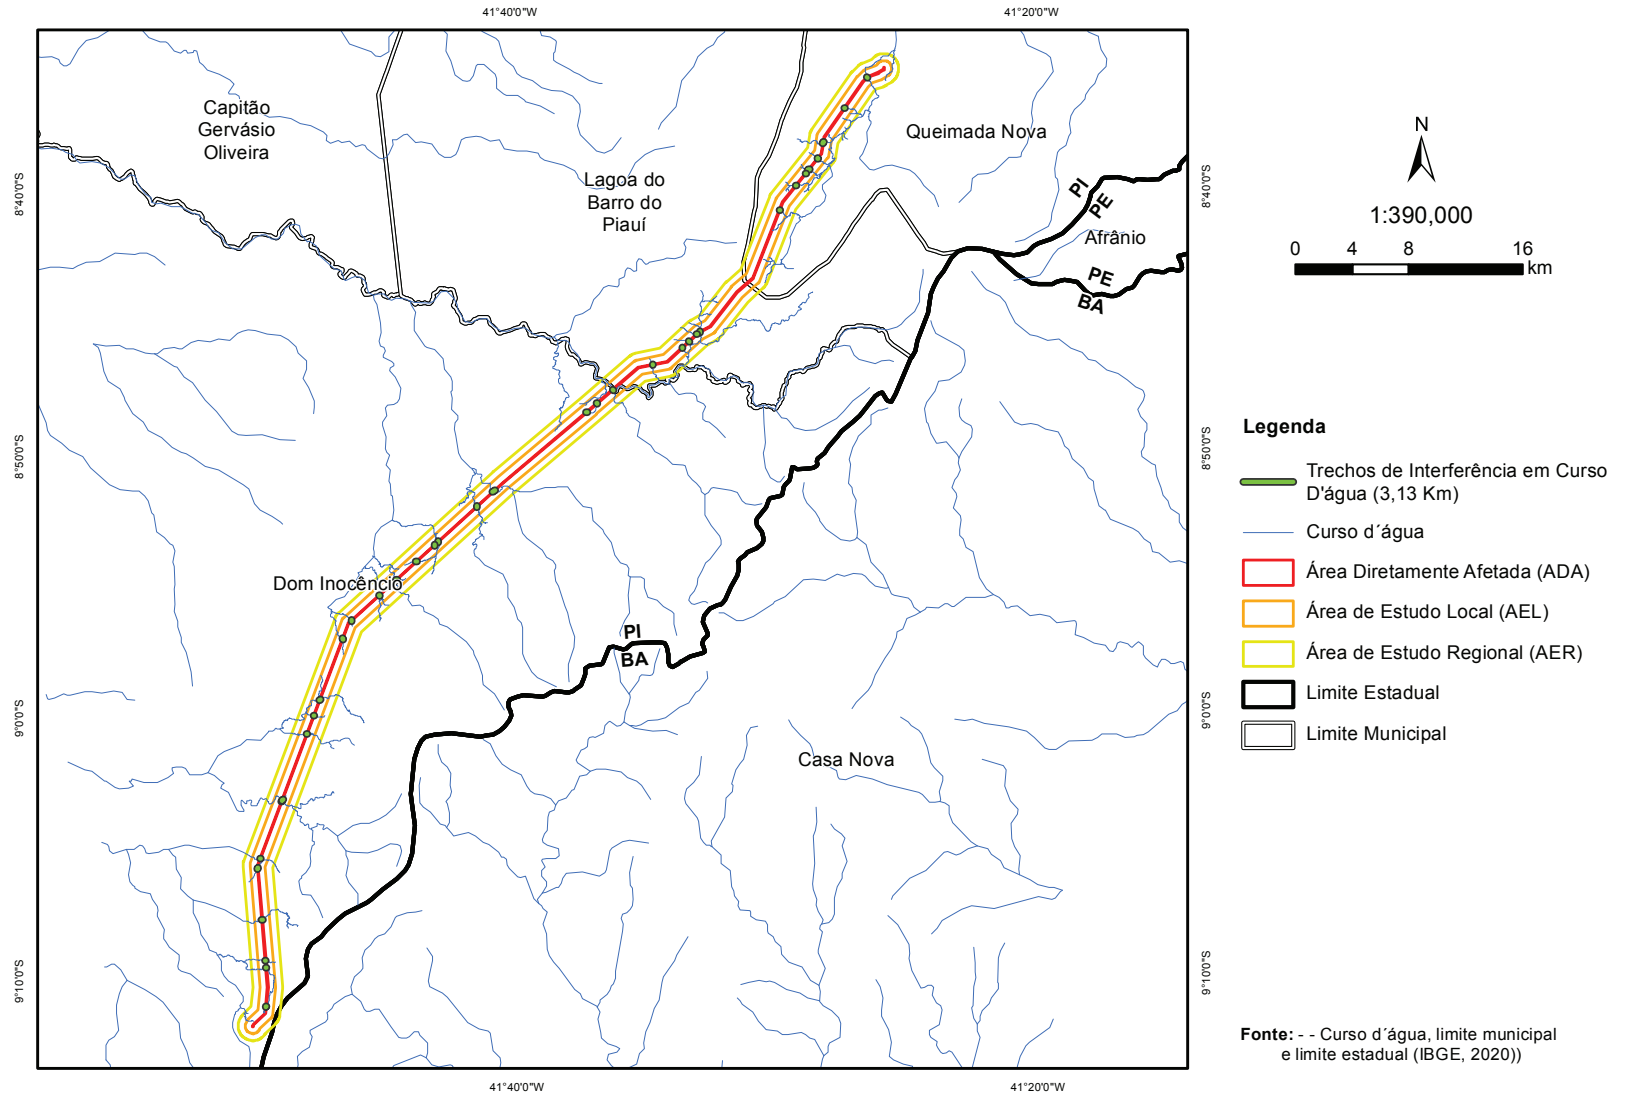 41°40'0"W
41°20'0"W
8°40'0"S
8°50'0"S
9°0'0"S
9°10'0"S
Capitão
Gervásio
Oliveira
Lagoa do
Barro do
Piauí
Queimada Nova
PI
PE
Afrânio
PE
BA
Dom Inocêncio
PI
BA
Casa Nova
8°40'0"S
8°50'0"S
9°0'0"S
9°10'0"S
41°40'0"W
41°20'0"W
N
1:390,000
0 4 8 16
km
Legenda
Trechos de Interferência em Curso
D'água (3,13 Km)
Curso d´água
Área Diretamente Afetada (ADA)
Área de Estudo Local (AEL)
Área de Estudo Regional (AER)
Limite Estadual
Limite Municipal
Fonte: - - Curso d´água, limite municipal
e limite estadual (IBGE, 2020))